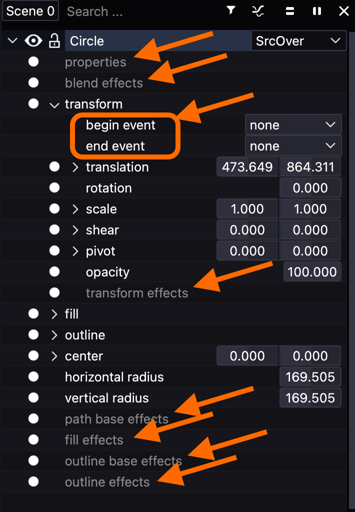 Scene 0
Circle SrcOver
properties
blend effects
transform
begin event none
end event none
translation 473.649 864.311
rotation 0.000
scale 1.000 1.000
shear 0.000 0.000
pivot 0.000 0.000
opacity 100.000
transform effects
fill
outline
center 0.000 0.000
horizontal radius 169.505
vertical radius 169.505
path base effects
fill effects
outline base effects
outline effects